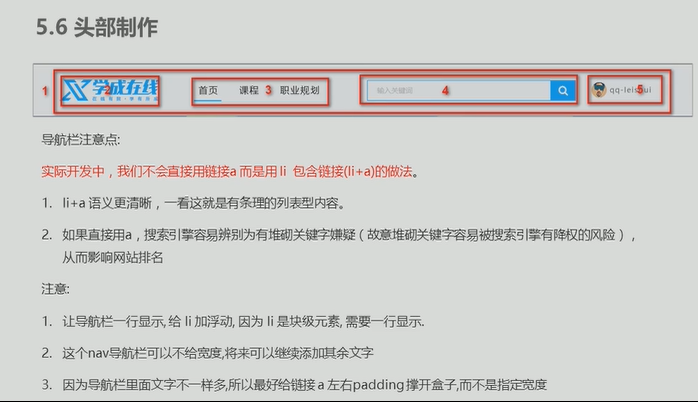 5.6 头部制作
1
学成在线
2
首页
课程
3
职业规划
输入关键词
4
qq-lei
ui
5
导航栏注意点:
实际开发中，我们不会直接用链接a 而是用 li 包含链接(li+a)的做法。
1. li+a 语义更清晰，一看这就是有条理的列表型内容。
2. 如果直接用a，搜索引擎容易辨别为有堆砌关键字嫌疑（故意堆砌关键字容易被搜索引擎有降权的风险），
从而影响网站排名
注意:
1. 让导航栏一行显示, 给 li 加浮动, 因为 li 是块级元素, 需要一行显示.
2. 这个nav导航栏可以不给宽度,将来可以继续添加其余文字
3. 因为导航栏里面文字不一样多,所以最好给链接 a 左右padding 撑开盒子,而不是指定宽度